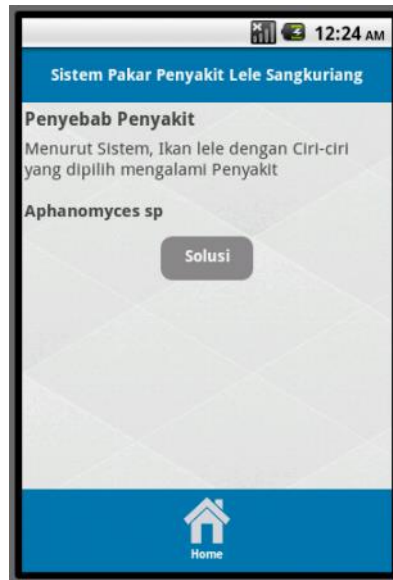 12:24 AM
Sistem Pakar Penyakit Lele Sangkuriang
Penyebab Penyakit
Menurut Sistem, Ikan lele dengan Ciri-ciri
yang dipilih mengalami Penyakit
Aphanomyces sp
Solusi
Home